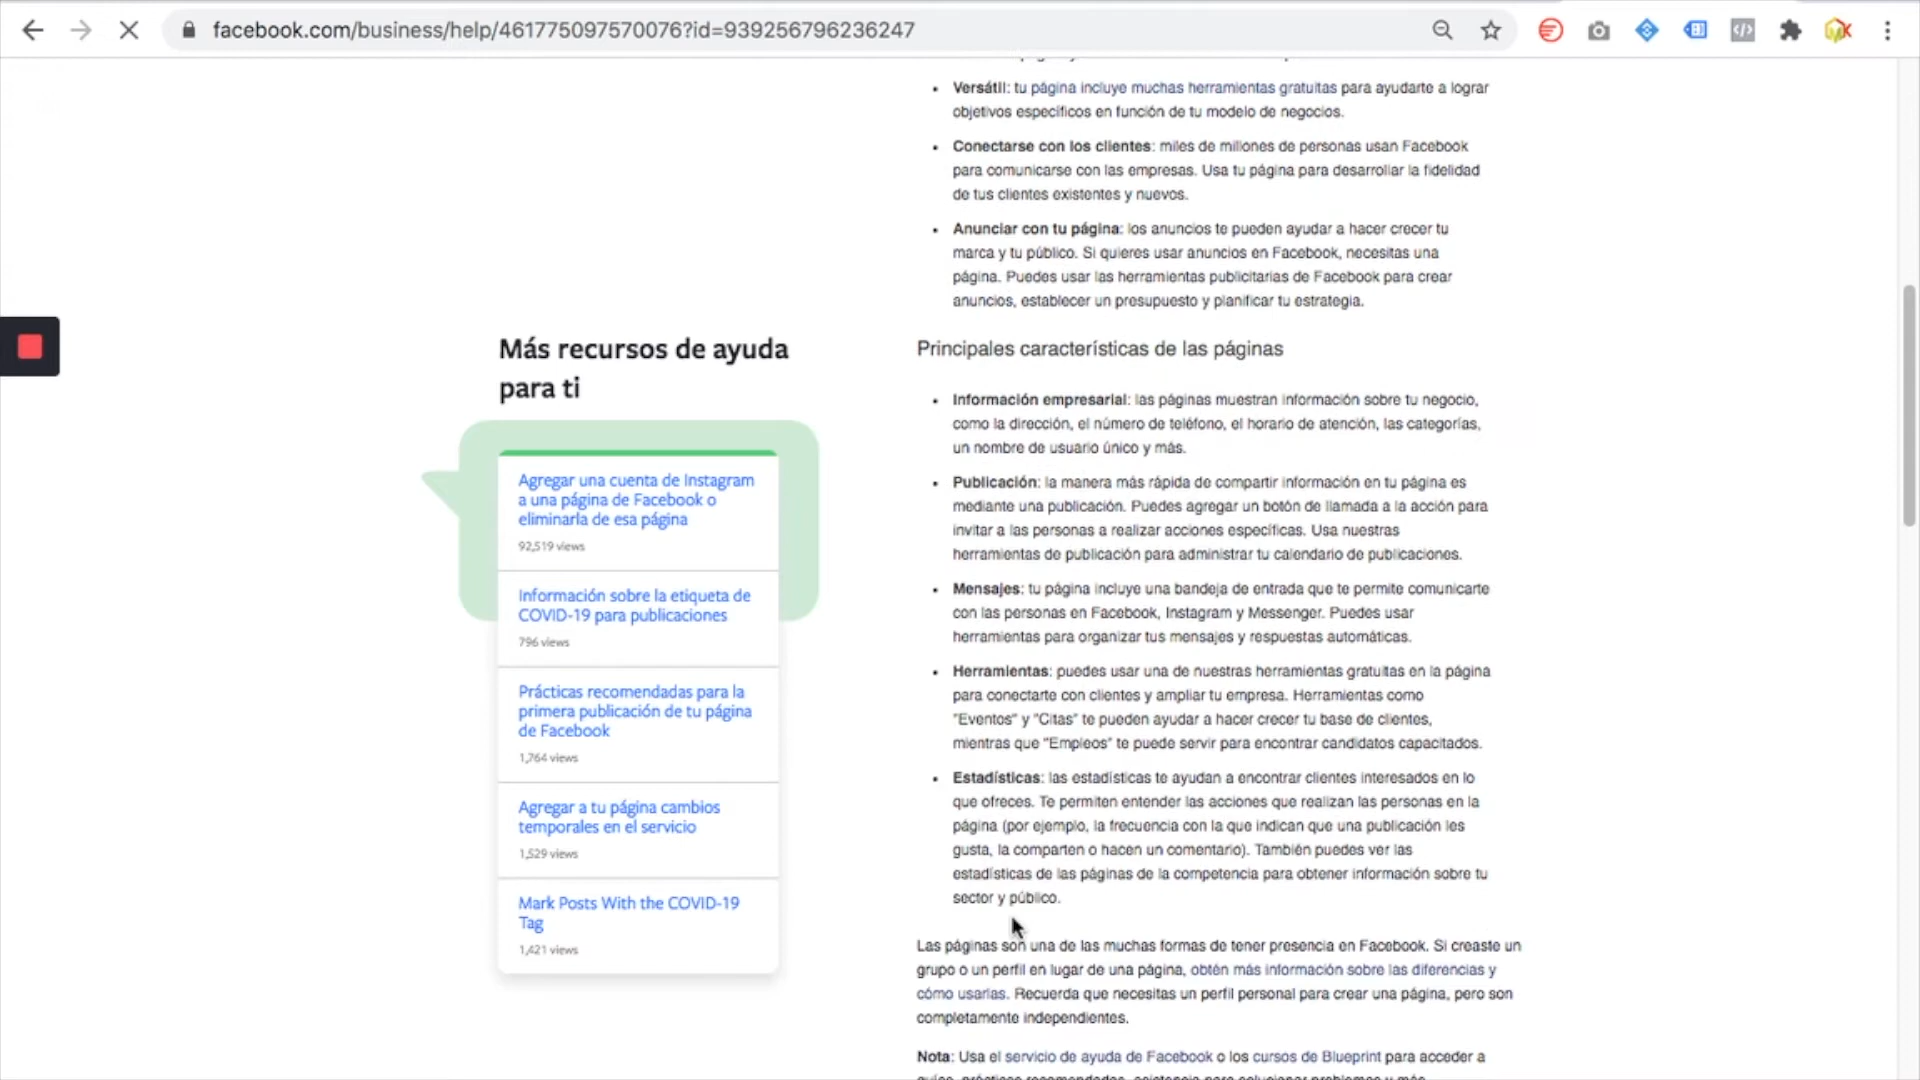 facebook.com/business/help/461775097570076?id=939256796236247
Versátil: tu página incluye muchas herramientas gratuitas para ayudarte a lograr
objetivos específicos en función de tu modelo de negocios.
Conectarse con los clientes: miles de millones de personas usan Facebook
para comunicarse con las empresas. Usa tu página para desarrollar la fidelidad
de tus clientes existentes y nuevos.
Anunciar con tu página: los anuncios te pueden ayudar a hacer crecer tu
marca y tu público. Si quieres usar anuncios en Facebook, necesitas una
página. Puedes usar las herramientas publicitarias de Facebook para crear
anuncios, establecer un presupuesto y planificar tu estrategia.
Más recursos de ayuda
para ti
Agregar una cuenta de Instagram
a una página de Facebook o
eliminarla de esa página
92,519 views
Información sobre la etiqueta de
COVID-19 para publicaciones
796 views
Prácticas recomendadas para la
primera publicación de tu página
de Facebook
1,764 views
Agregar a tu página cambios
temporales en el servicio
1,529 views
Mark Posts With the COVID-19
Tag
1,421 views
Principales características de las páginas
Información empresarial: las páginas muestran información sobre tu negocio,
como la dirección, el número de teléfono, el horario de atención, las categorías,
un nombre de usuario único y más.
Publicación: la manera más rápida de compartir información en tu página es
mediante una publicación. Puedes agregar un botón de llamada a la acción para
invitar a las personas a realizar acciones específicas. Usa nuestras
herramientas de publicación para administrar tu calendario de publicaciones.
Mensajes: tu página incluye una bandeja de entrada que te permite comunicarte
con las personas en Facebook, Instagram y Messenger. Puedes usar
herramientas para organizar tus mensajes y respuestas automáticas.
Herramientas: puedes usar una de nuestras herramientas gratuitas en la página
para conectarte con clientes y ampliar tu empresa. Herramientas como
"Eventos" y "Citas" te pueden ayudar a hacer crecer tu base de clientes,
mientras que "Empleos" te puede servir para encontrar candidatos capacitados.
Estadísticas: las estadísticas te ayudan a encontrar clientes interesados en lo
que ofreces. Te permiten entender las acciones que realizan las personas en la
página (por ejemplo, la frecuencia con la que indican que una publicación les
gusta, la comparten o hacen un comentario). También puedes ver las
estadísticas de las páginas de la competencia para obtener información sobre tu
sector y público.
Las páginas son una de las muchas formas de tener presencia en Facebook. Si creaste un
grupo o un perfil en lugar de una página, obtén más información sobre las diferencias y
cómo usarlas. Recuerda que necesitas un perfil personal para crear una página, pero son
completamente independientes.
Nota: Usa el servicio de ayuda de Facebook o los cursos de Blueprint para acceder a